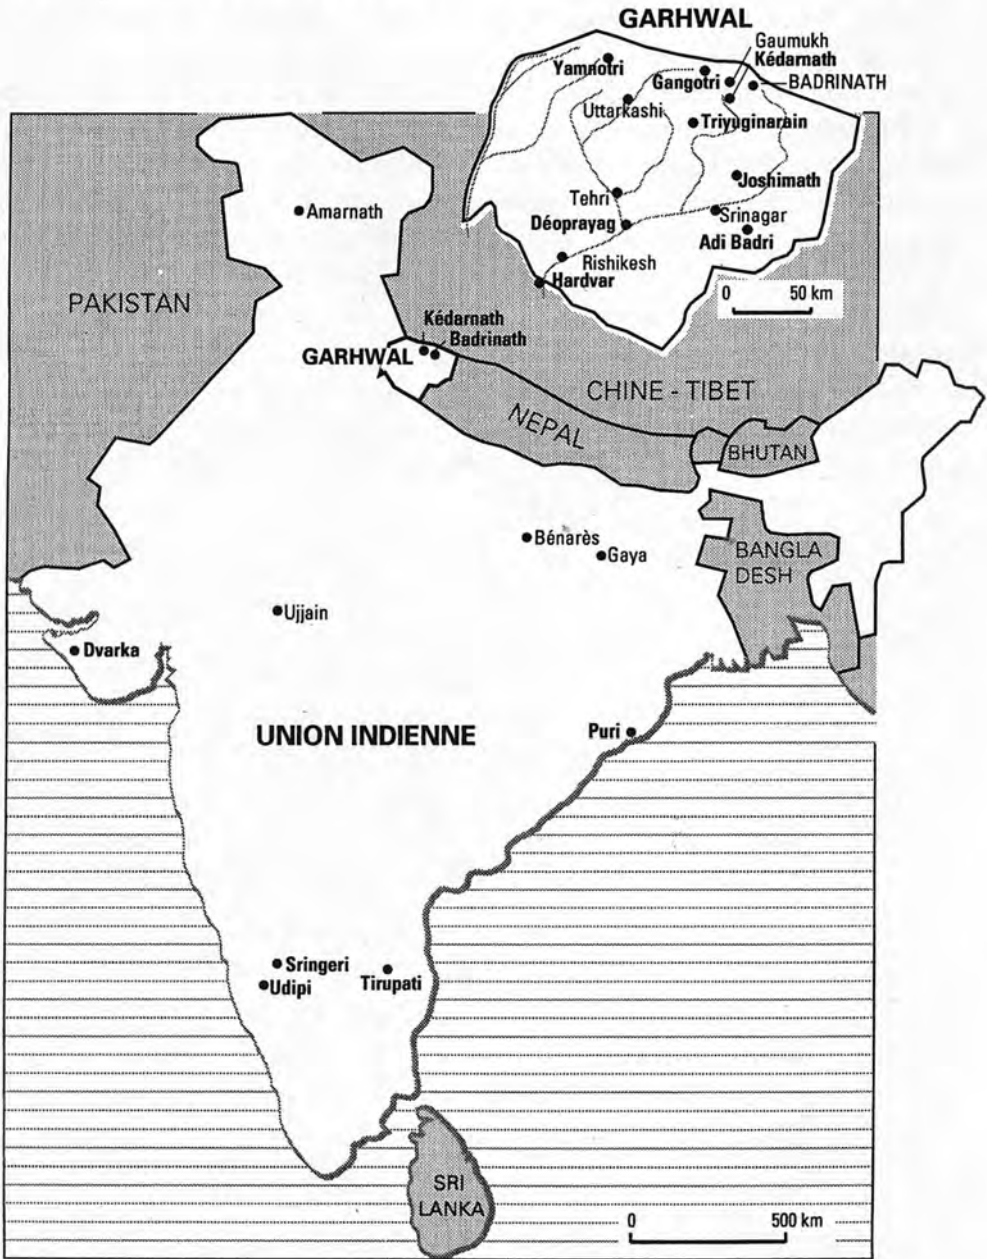 GARHWAL
Gaumukh
Kédarnath
Yamnotri
Gangotri
BADRINATH
Uttarkashi
Triyuginarain
Joshimath
Tehri
Srinagar
Déoprayag
Adi Badri
Rishikesh
Hardvar
0 50 km
Amarnath
PAKISTAN
Kédarnath
Badrinath
GARHWAL
CHINE - TIBET
NEPAL
BHUTAN
Bénarès
Gaya
BANGLA
DESH
Ujjain
Dvarka
UNION INDIENNE
Puri
Sringeri
Udipi
Tirupati
SRI
LANKA
0 500 km